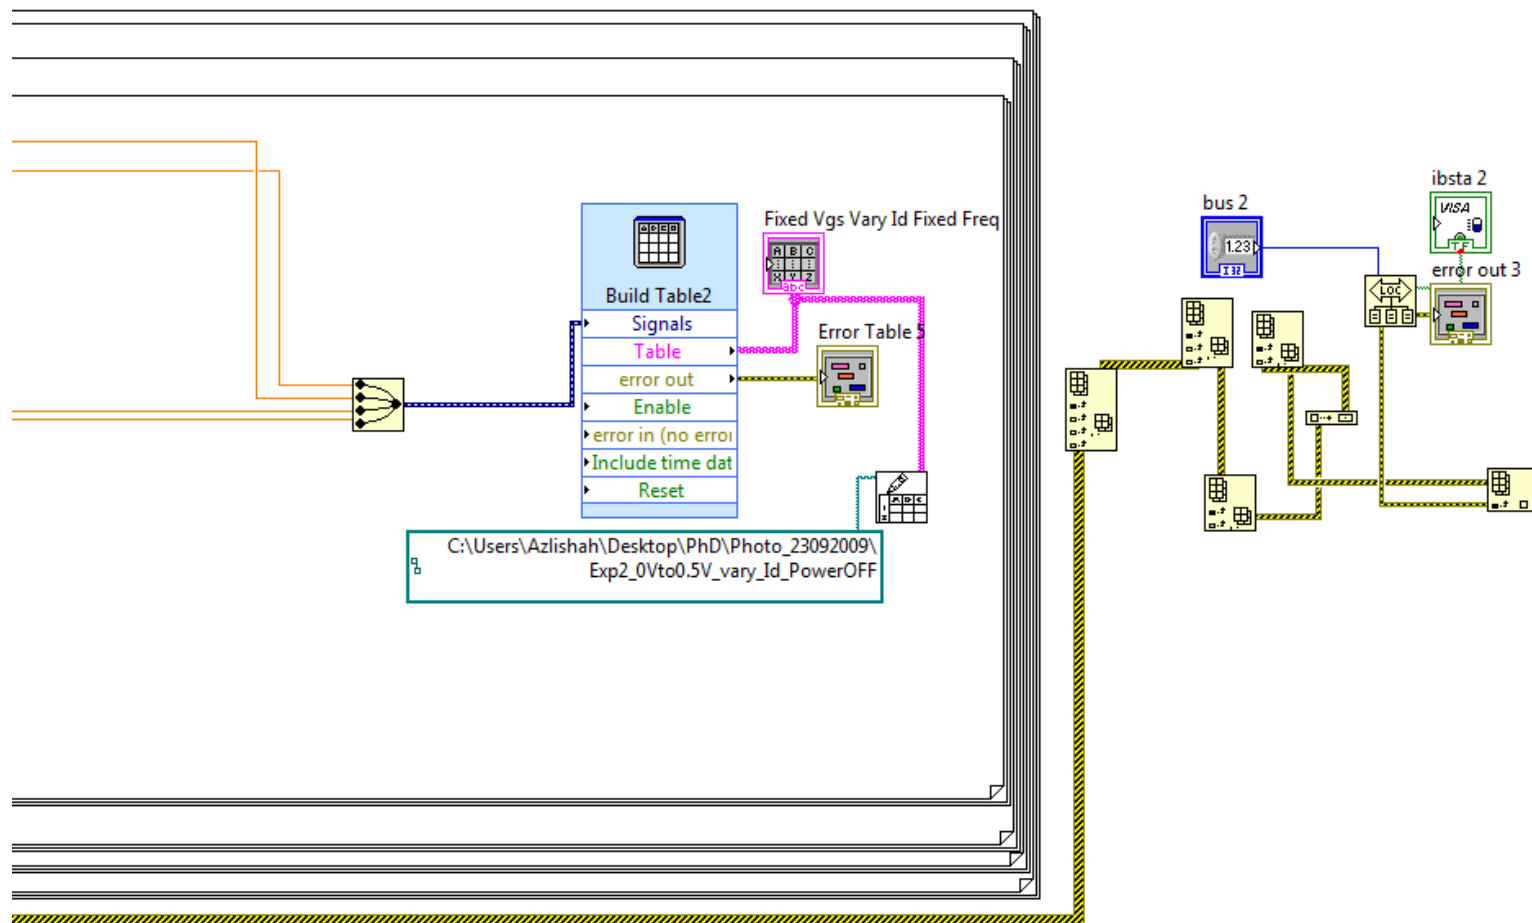 ibsta 2
bus 2
VISA
TF
1.23
I32
error out 3
LOC
Fixed Vgs Vary Id Fixed Freq
A B C
X Y Z
abc
Build Table2
Signals
Table
error out
Enable
error in (no erroi
Include time dat
Reset
Error Table 5
C:\Users\Azlishah\Desktop\PhD\Photo_23092009\
Exp2_0Vto0.5V_vary_Id_PowerOFF